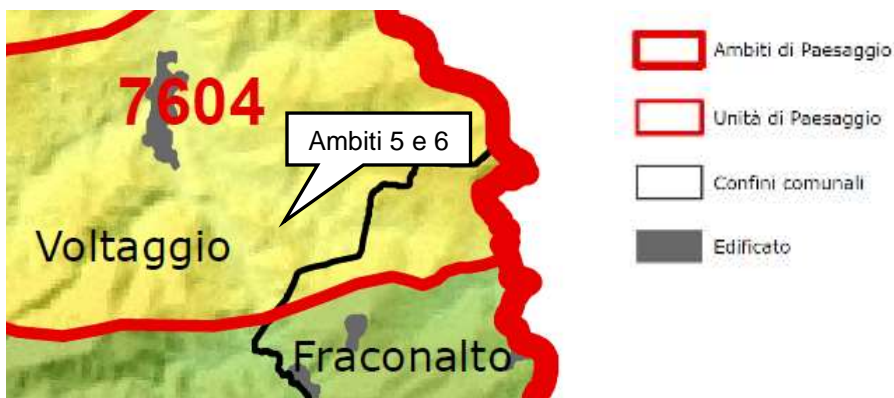 7604
Ambiti 5 e 6
Voltaggio
Fraconalto
Ambiti di Paesaggio
Unità di Paesaggio
Confini comunali
Edificato